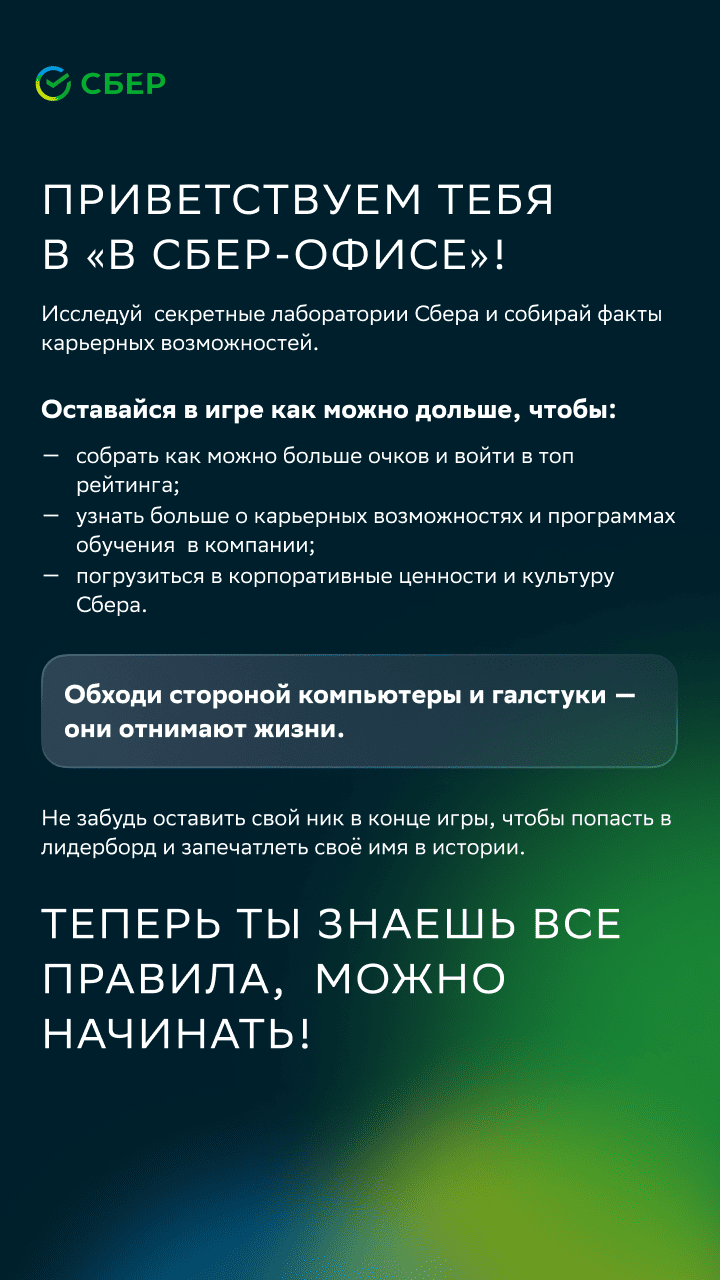 СБЕР
ПРИВЕТСТВУЕМ ТЕБЯ
В «В СБЕР-ОФИСЕ»!
Исследуй  секретные лаборатории Сбера и собирай факты
карьерных возможностей.
Оставайся в игре как можно дольше, чтобы:
— собрать как можно больше очков и войти в топ
рейтинга;
— узнать больше о карьерных возможностях и программах
обучения  в компании;
— погрузиться в корпоративные ценности и культуру
Сбера.
Обходи стороной компьютеры и галстуки —
они отнимают жизни.
Не забудь оставить свой ник в конце игры, чтобы попасть в
лидерборд и запечатлеть своё имя в истории.
ТЕПЕРЬ ТЫ ЗНАЕШЬ ВСЕ
ПРАВИЛА,  МОЖНО
НАЧИНАТЬ!